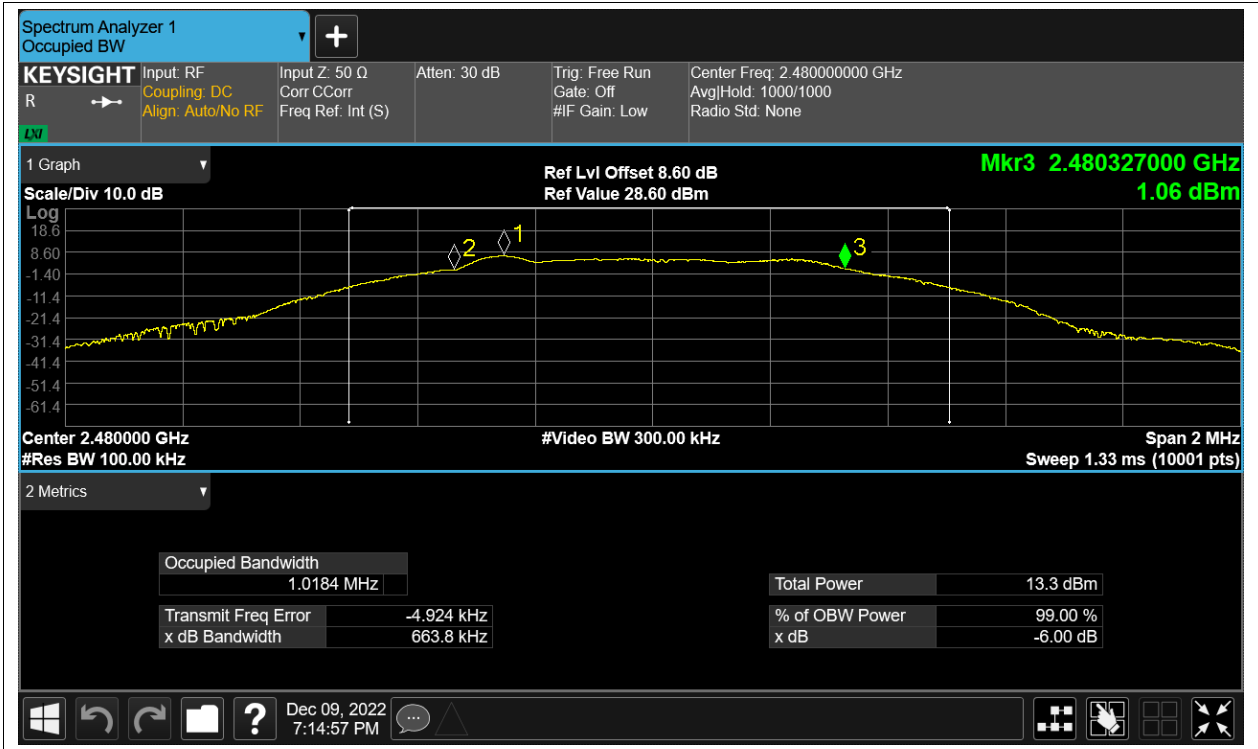 Spectrum Analyzer 1
Occupied BW
KEYSIGHT
R
LXI
Input: RF
Coupling: DC
Align: Auto/No RF
Input Z: 50 Ω
Corr CCorr
Freq Ref: Int (S)
Atten: 30 dB
Trig: Free Run
Gate: Off
#IF Gain: Low
Center Freq: 2.480000000 GHz
Avg|Hold: 1000/1000
Radio Std: None
1 Graph
Scale/Div 10.0 dB
Ref Lvl Offset 8.60 dB
Ref Value 28.60 dBm
Mkr3 2.480327000 GHz
1.06 dBm
Log
18.6
8.60
-1.40
-11.4
-21.4
-31.4
-41.4
-51.4
-61.4
2
1
3
Center 2.480000 GHz
#Res BW 100.00 kHz
#Video BW 300.00 kHz
Span 2 MHz
Sweep 1.33 ms (10001 pts)
2 Metrics
Occupied Bandwidth
1.0184 MHz
Transmit Freq Error -4.924 kHz
x dB Bandwidth 663.8 kHz
Total Power 13.3 dBm
% of OBW Power 99.00 %
x dB -6.00 dB
?
Dec 09, 2022
7:14:57 PM